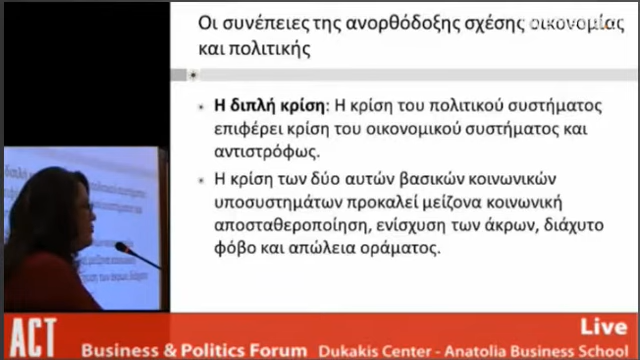 Οι συνέπειες της ανορθόδοξης σχέσης οικονομίας
και πολιτικής
Η διπλή κρίση: Η κρίση του πολιτικού συστήματος
επιφέρει κρίση του οικονομικού συστήματος και
αντιστρόφως.
Η κρίση των δύο αυτών βασικών κοινωνικών
υποσυστημάτων προκαλεί μείζονα κοινωνική
αποσταθεροποίηση, ενίσχυση των άκρων, διάχυτο
φόβο και απώλεια οράματος.
Live
ACT
Business & Politics Forum Dukakis Center - Anatolia Business School